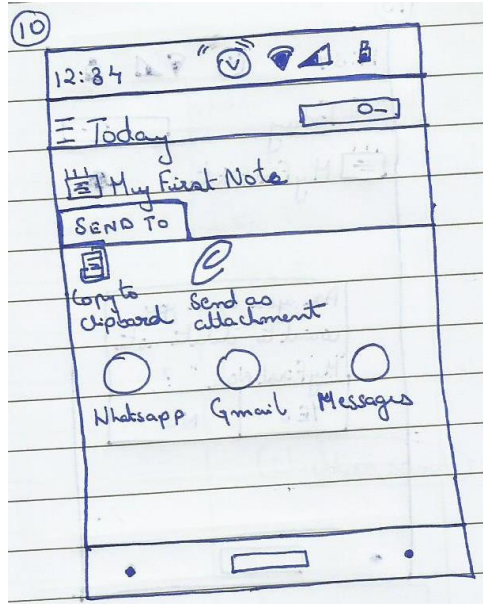 10
12:34
Today
My First Note
SEND TO
Copy to
clipboard
Send as
attachment
Whatsapp Gmail Messages